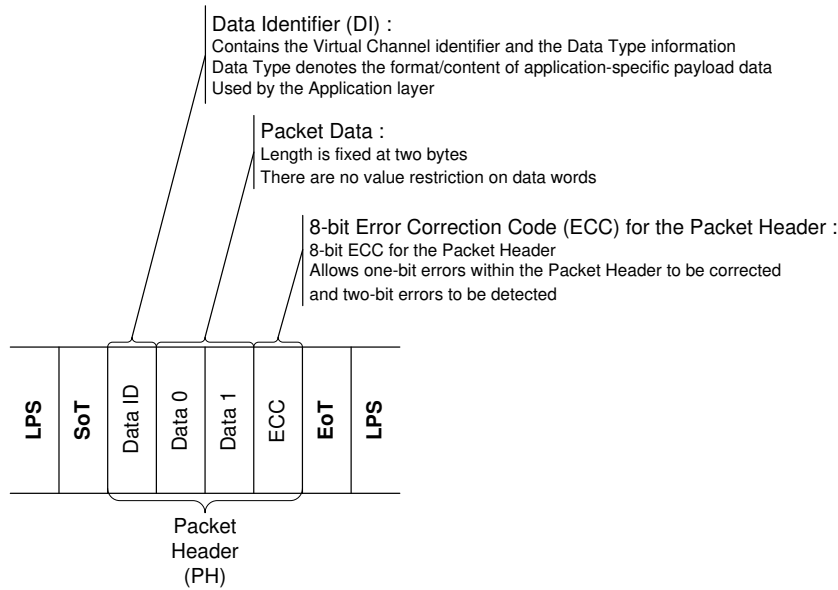 Data Identifier (DI) :
Contains the Virtual Channel identifier and the Data Type information
Data Type denotes the format/content of application-specific payload data
Used by the Application layer
Packet Data :
Length is fixed at two bytes
There are no value restriction on data words
8-bit Error Correction Code (ECC) for the Packet Header :
8-bit ECC for the Packet Header
Allows one-bit errors within the Packet Header to be corrected
and two-bit errors to be detected
LPS
SoT
Data ID
Data 0
Data 1
ECC
EoT
LPS
Packet
Header
(PH)